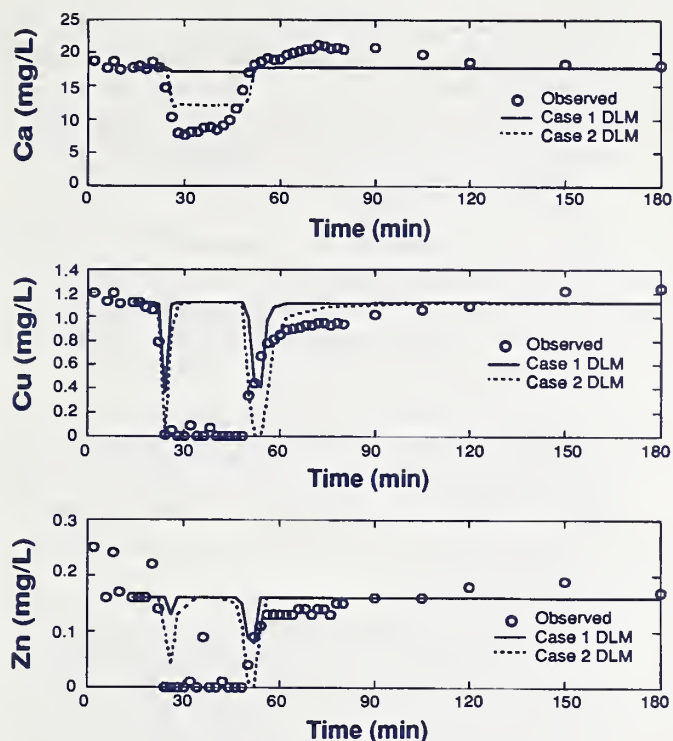 Ca (mg/L)
25
20
15
10
5
0
Observed
Case 1 DLM
Case 2 DLM
0 30 60 90 120 150 180
Time (min)
Cu (mg/L)
1.4
1.2
1.0
0.8
0.6
0.4
0.2
0
Observed
Case 1 DLM
Case 2 DLM
0 30 60 90 120 150 180
Time (min)
Zn (mg/L)
0.3
0.2
0.1
0
Observed
Case 1 DLM
Case 2 DLM
0 30 60 90 120 150 180
Time (min)